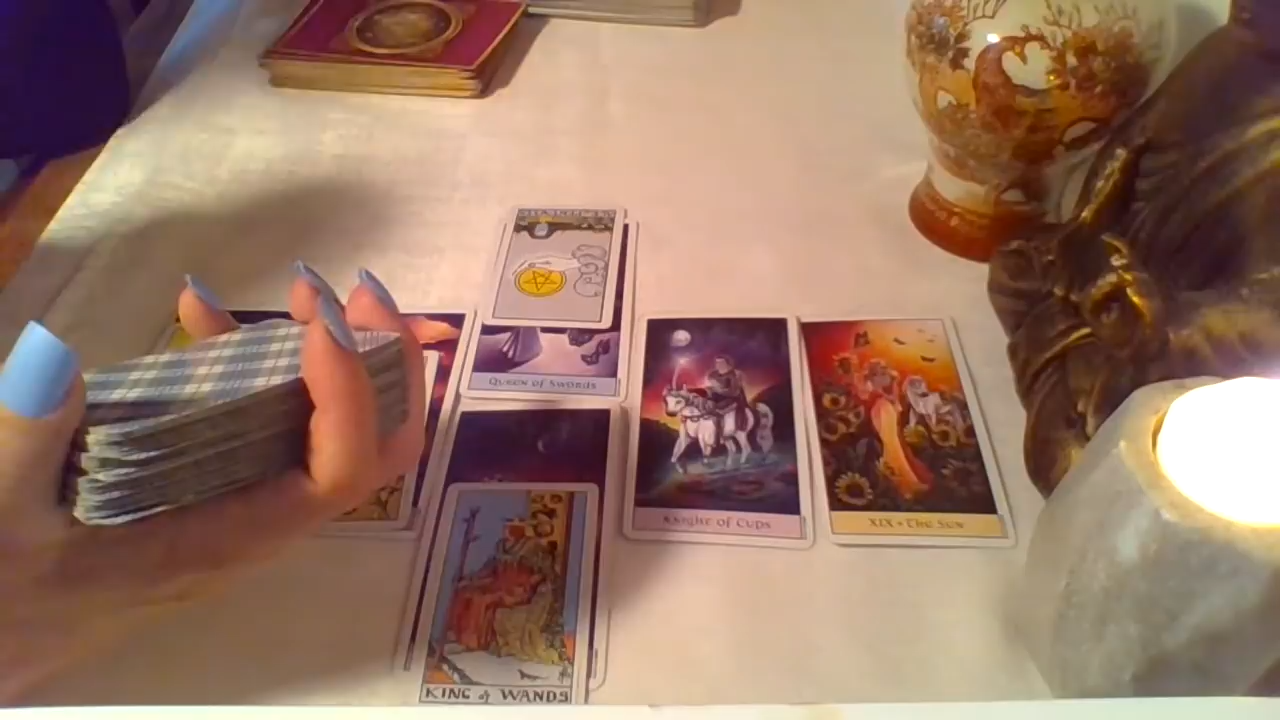 Queen of Swords
Knight of Cups
XIX • The Sun
KING of WANDS